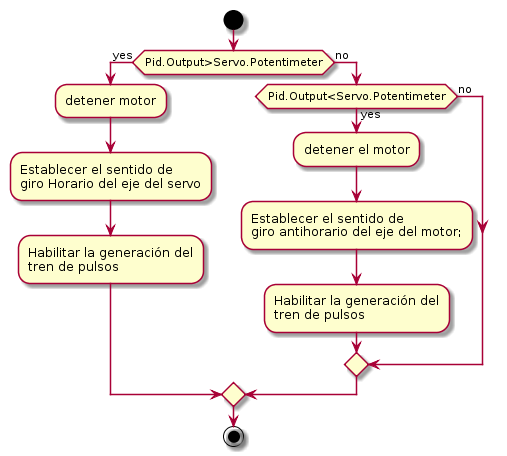 yes
Pid.Output>Servo.Potentimeter
no
detener motor
Establecer el sentido de
giro Horario del eje del servo
Habilitar la generación del
tren de pulsos
Pid.Output<Servo.Potentimeter
no
yes
detener el motor
Establecer el sentido de
giro antihorario del eje del motor;
Habilitar la generación del
tren de pulsos